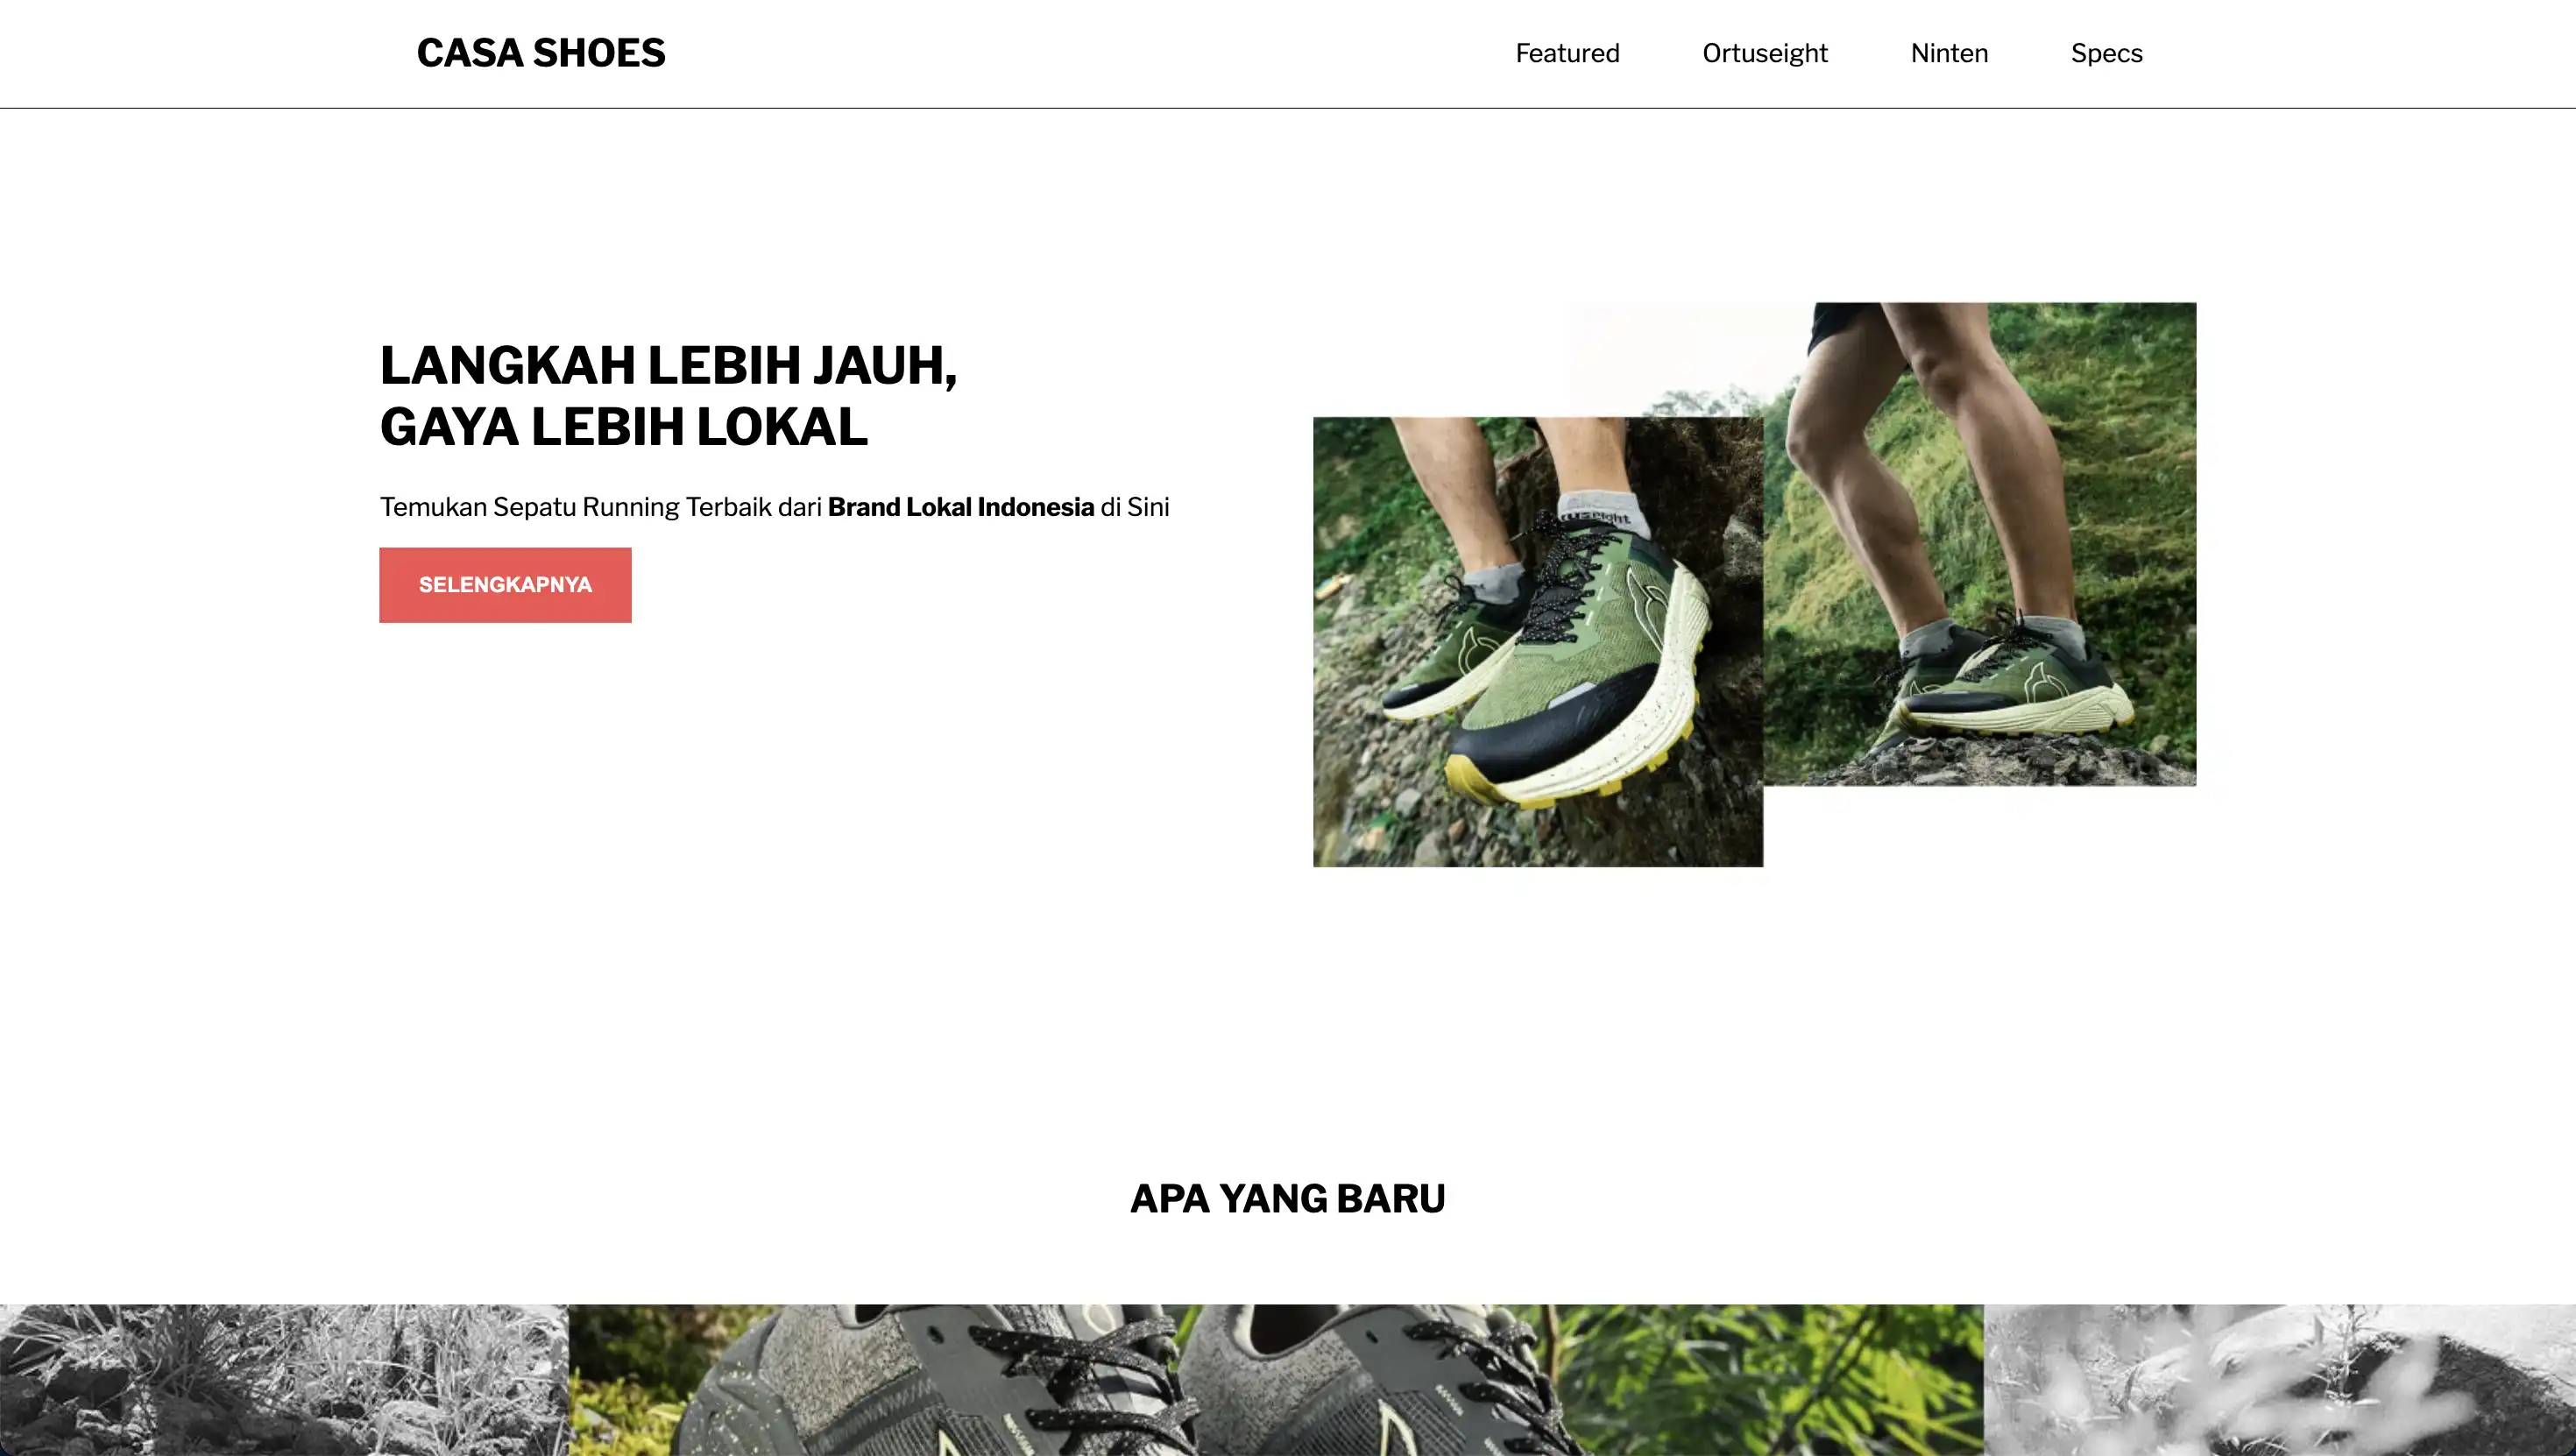 CASA SHOES
Featured
Ortuseight
Ninten
Specs
LANGKAH LEBIH JAUH,
GAYA LEBIH LOKAL
Temukan Sepatu Running Terbaik dari Brand Lokal Indonesia di Sini
SELENGKAPNYA
APA YANG BARU